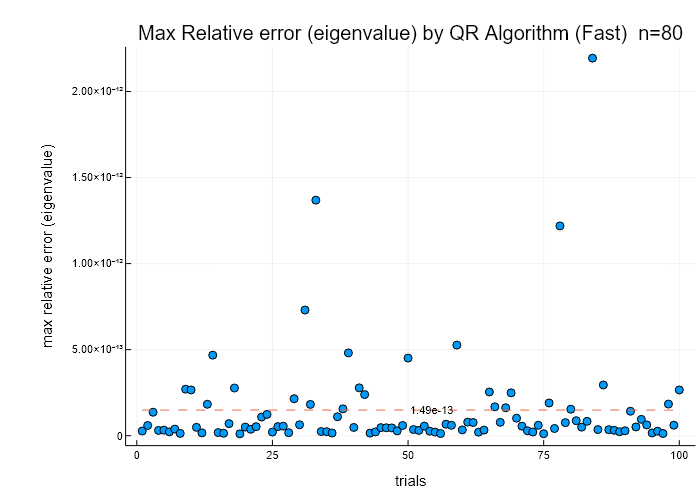 Max Relative error (eigenvalue) by QR Algorithm (Fast) n=80
max relative error (eigenvalue)
2.00×10⁻¹²
1.50×10⁻¹²
1.00×10⁻¹²
5.00×10⁻¹³
0
1.49e-13
0 25 50 75 100
trials